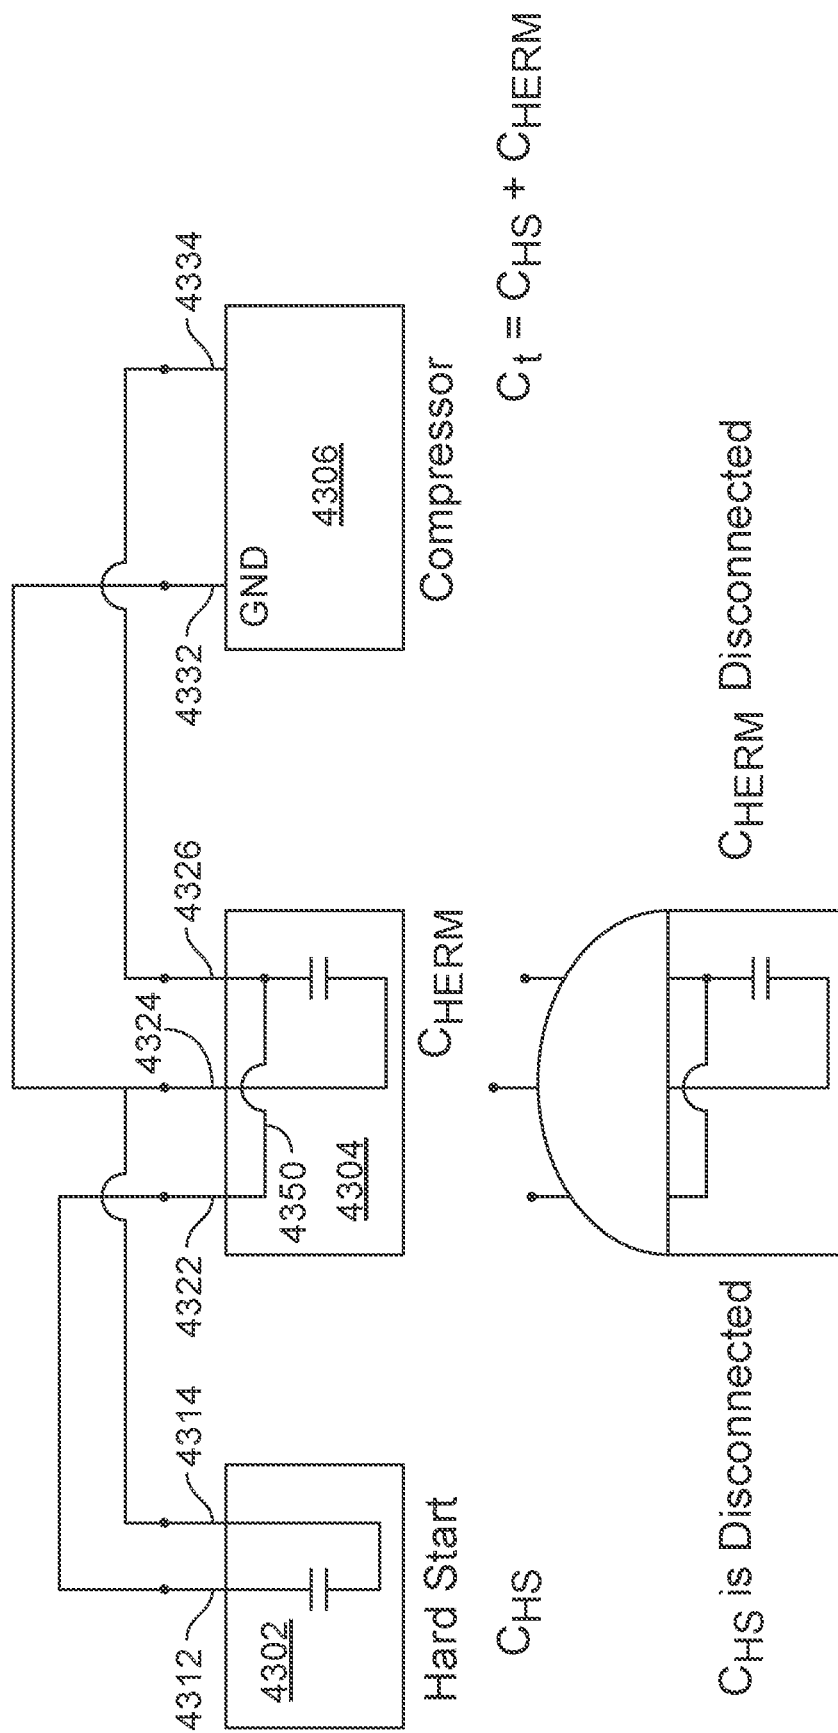 4312
4314
4322
4324
4326
4332
4334
4302
4350
4304
GND
4306
Hard Start
C_HS
C_HERM
Compressor
C_t = C_HS + C_HERM
C_HS is Disconnected
C_HERM Disconnected